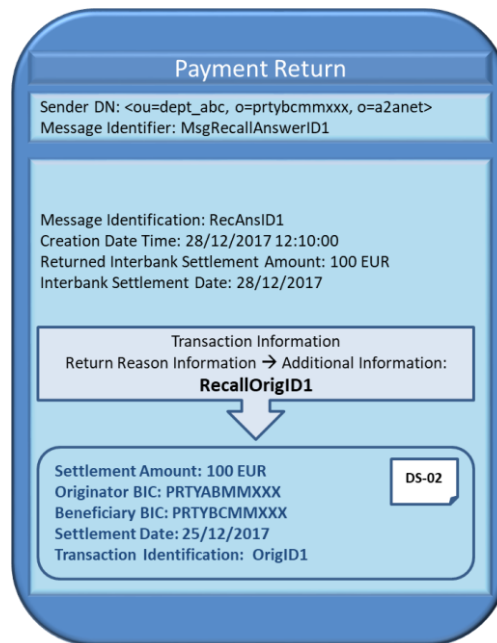 Payment Return
Sender DN: <ou=dept_abc, o=prtybcmmxxx, o=a2anet>
Message Identifier: MsgRecallAnswerID1
Message Identification: RecAnsID1
Creation Date Time: 28/12/2017 12:10:00
Returned Interbank Settlement Amount: 100 EUR
Interbank Settlement Date: 28/12/2017
Transaction Information
Return Reason Information → Additional Information:
RecallOrigID1
Settlement Amount: 100 EUR
Originator BIC: PRTYABMMXXX
Beneficiary BIC: PRTYBCMMXXX
Settlement Date: 25/12/2017
Transaction Identification: OrigID1
DS-02